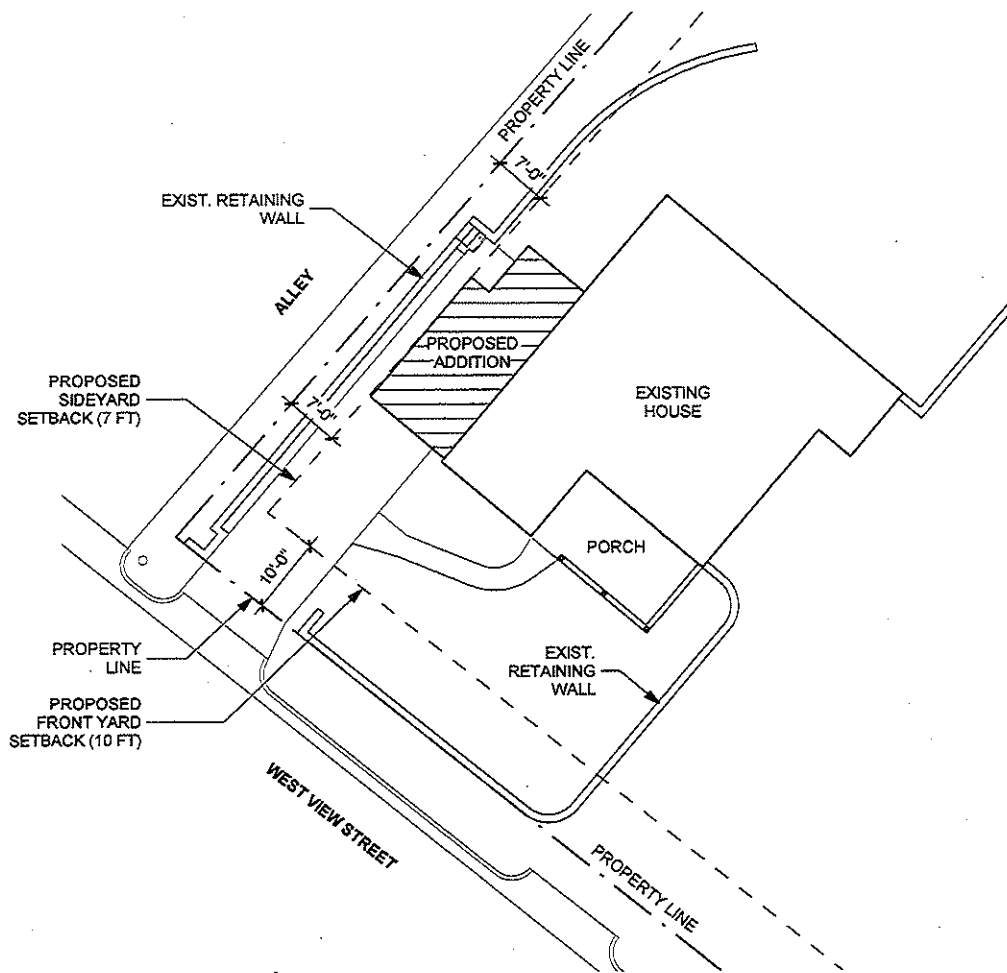 PROPERTY LINE
7'-0"
EXIST. RETAINING
WALL
ALLEY
PROPOSED
ADDITION
EXISTING
HOUSE
PROPOSED
SIDEYARD
SETBACK (7 FT)
7'-0"
PORCH
10'-0"
PROPERTY
LINE
EXIST.
RETAINING
WALL
PROPOSED
FRONT YARD
SETBACK (10 FT)
WEST VIEW STREET
PROPERTY LINE